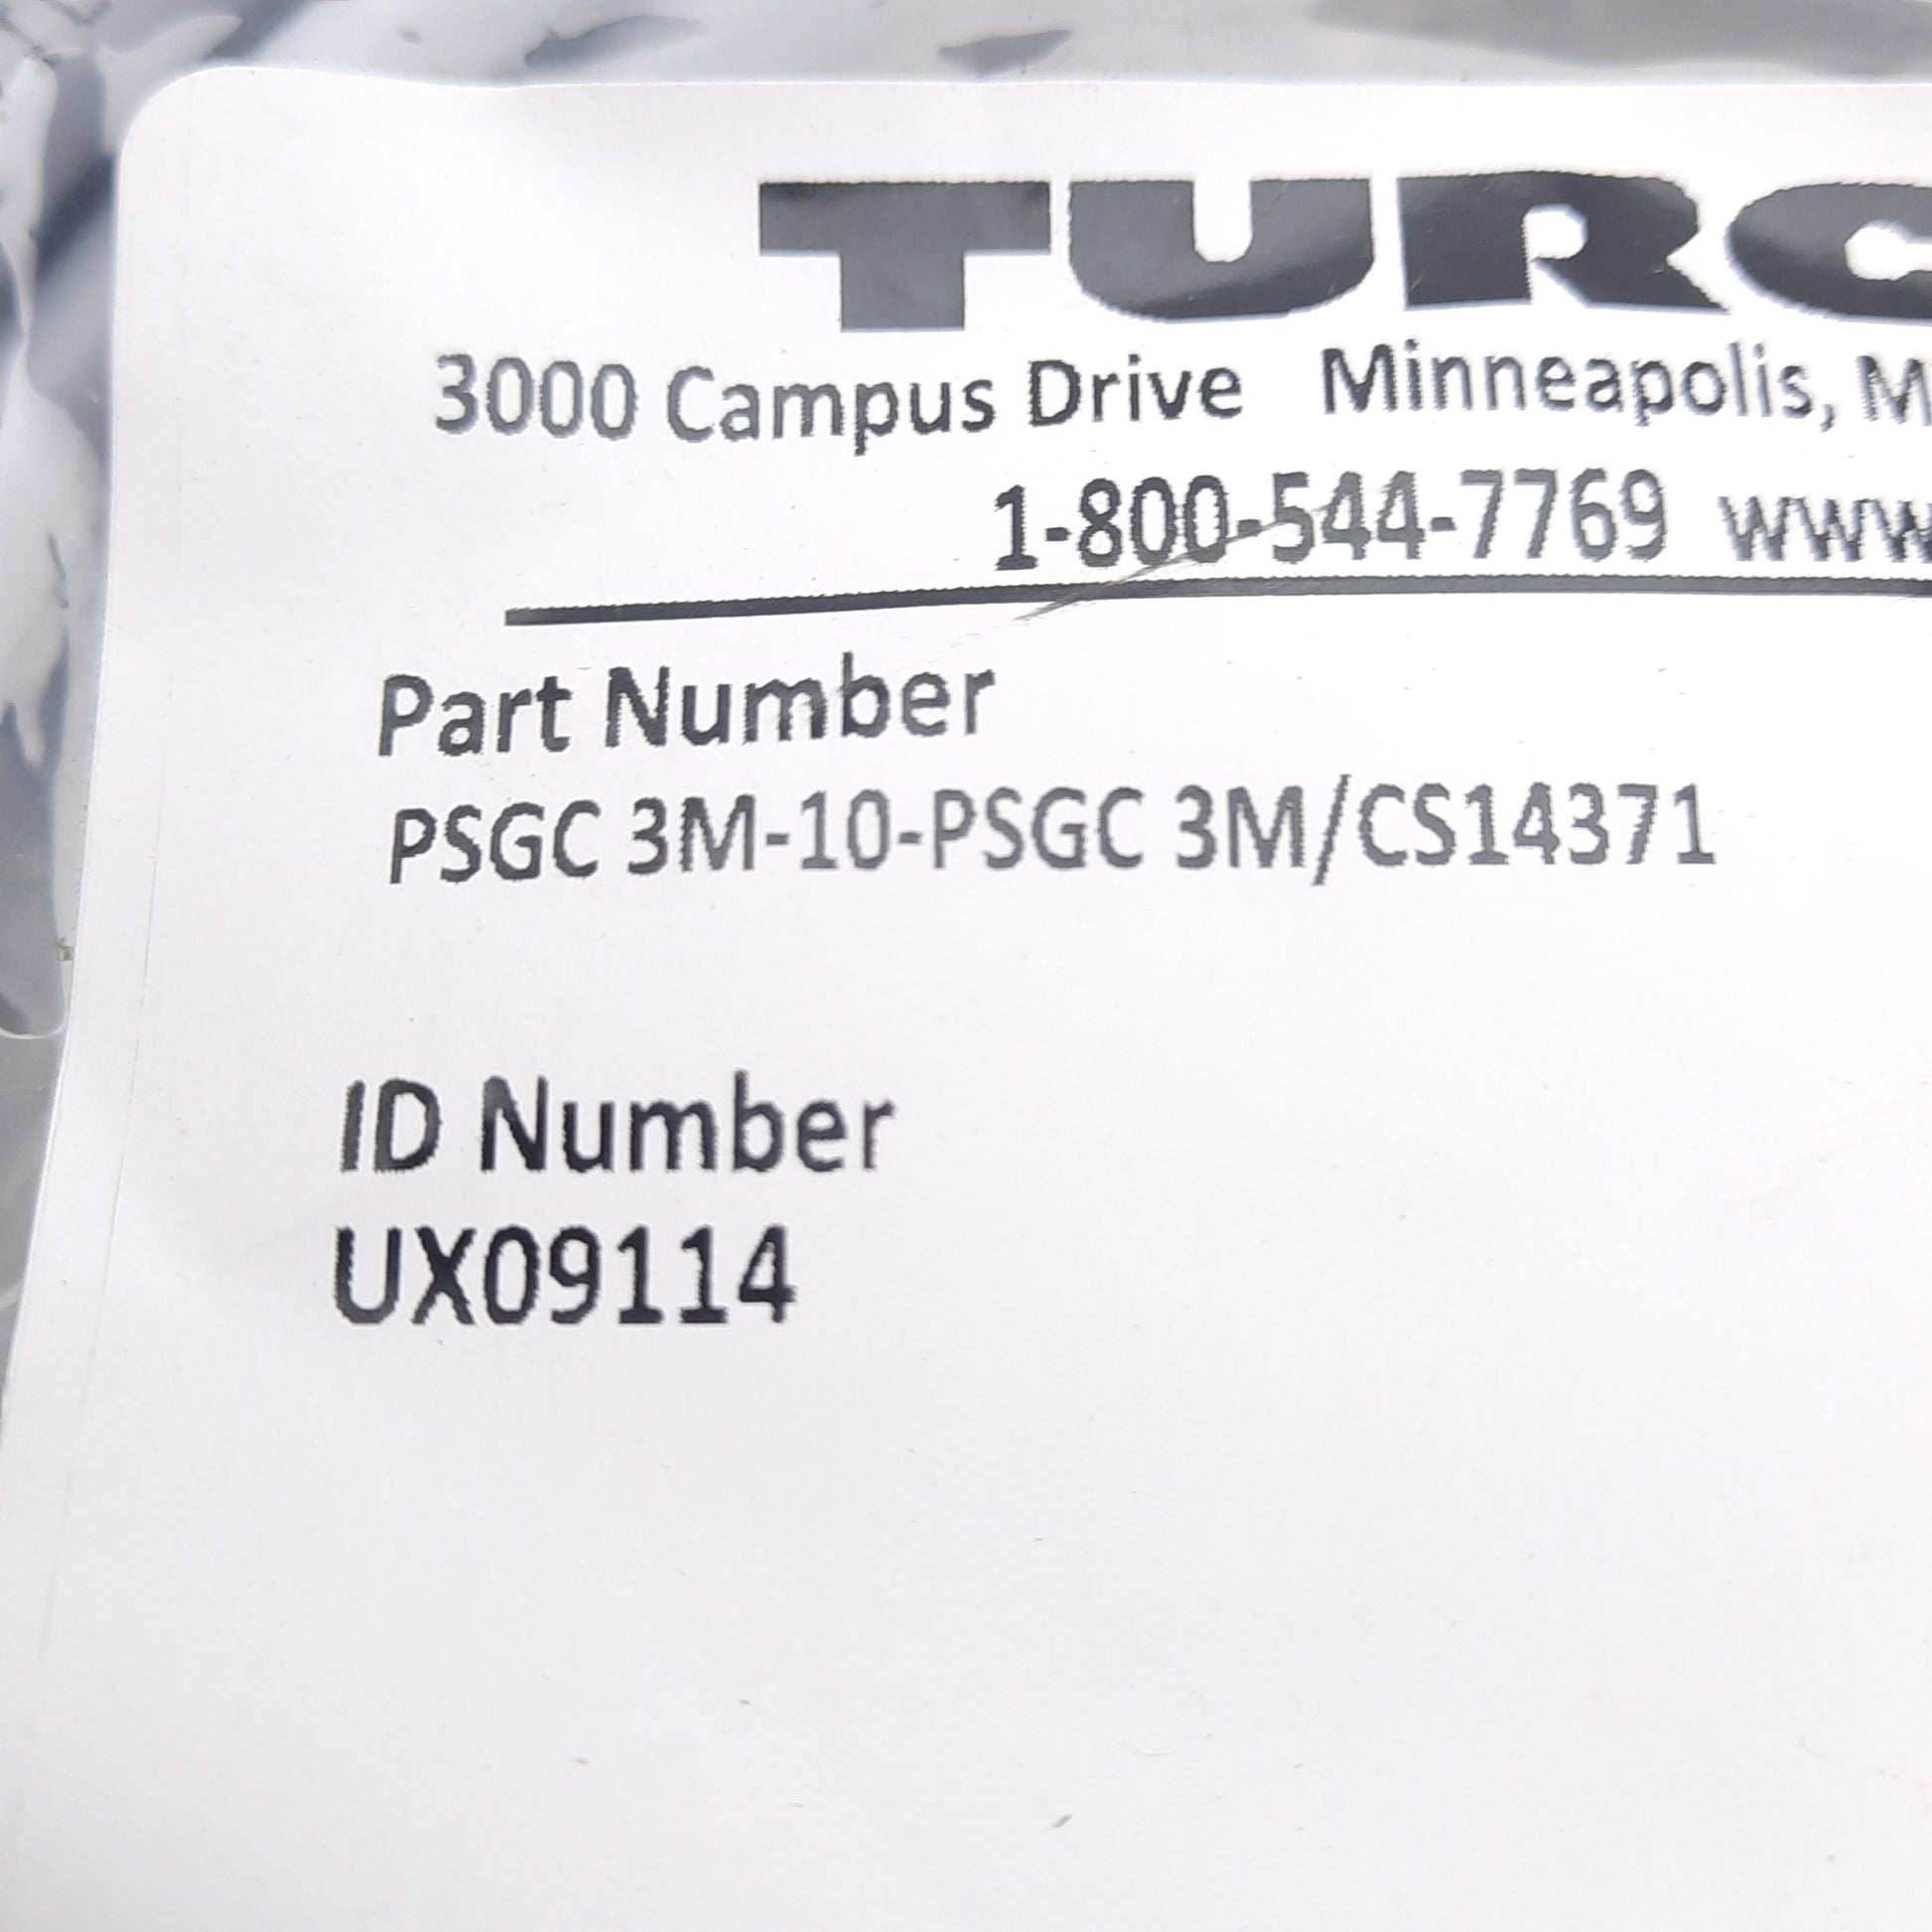 TURC
3000 Campus Drive Minneapolis, M
1-800-544-7769 www
Part Number
PSGC 3M-10-PSGC 3M/CS14371
ID Number
UX09114